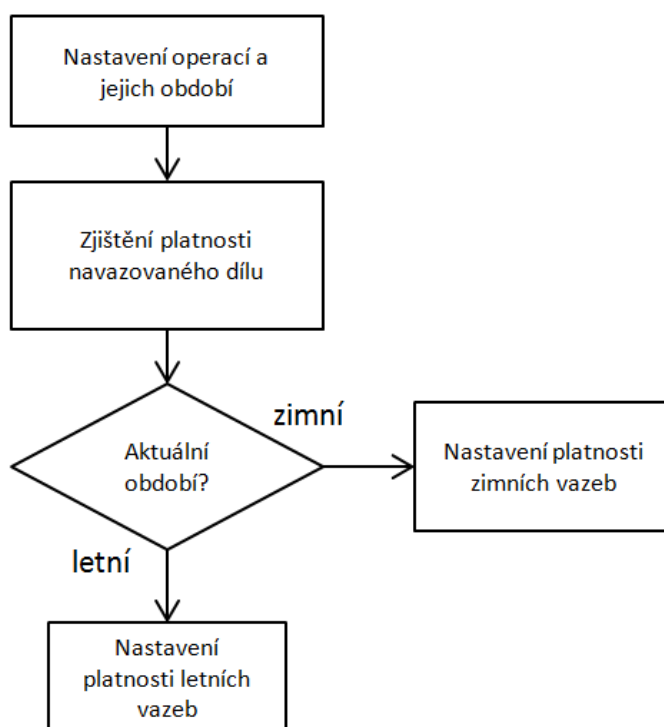 Nastavení operací a
jejich období
Zjištění platnosti
navazovaného dílu
zimní
Aktuální
období?
Nastavení platnosti
zimních vazeb
letní
Nastavení
platnosti letních
vazeb